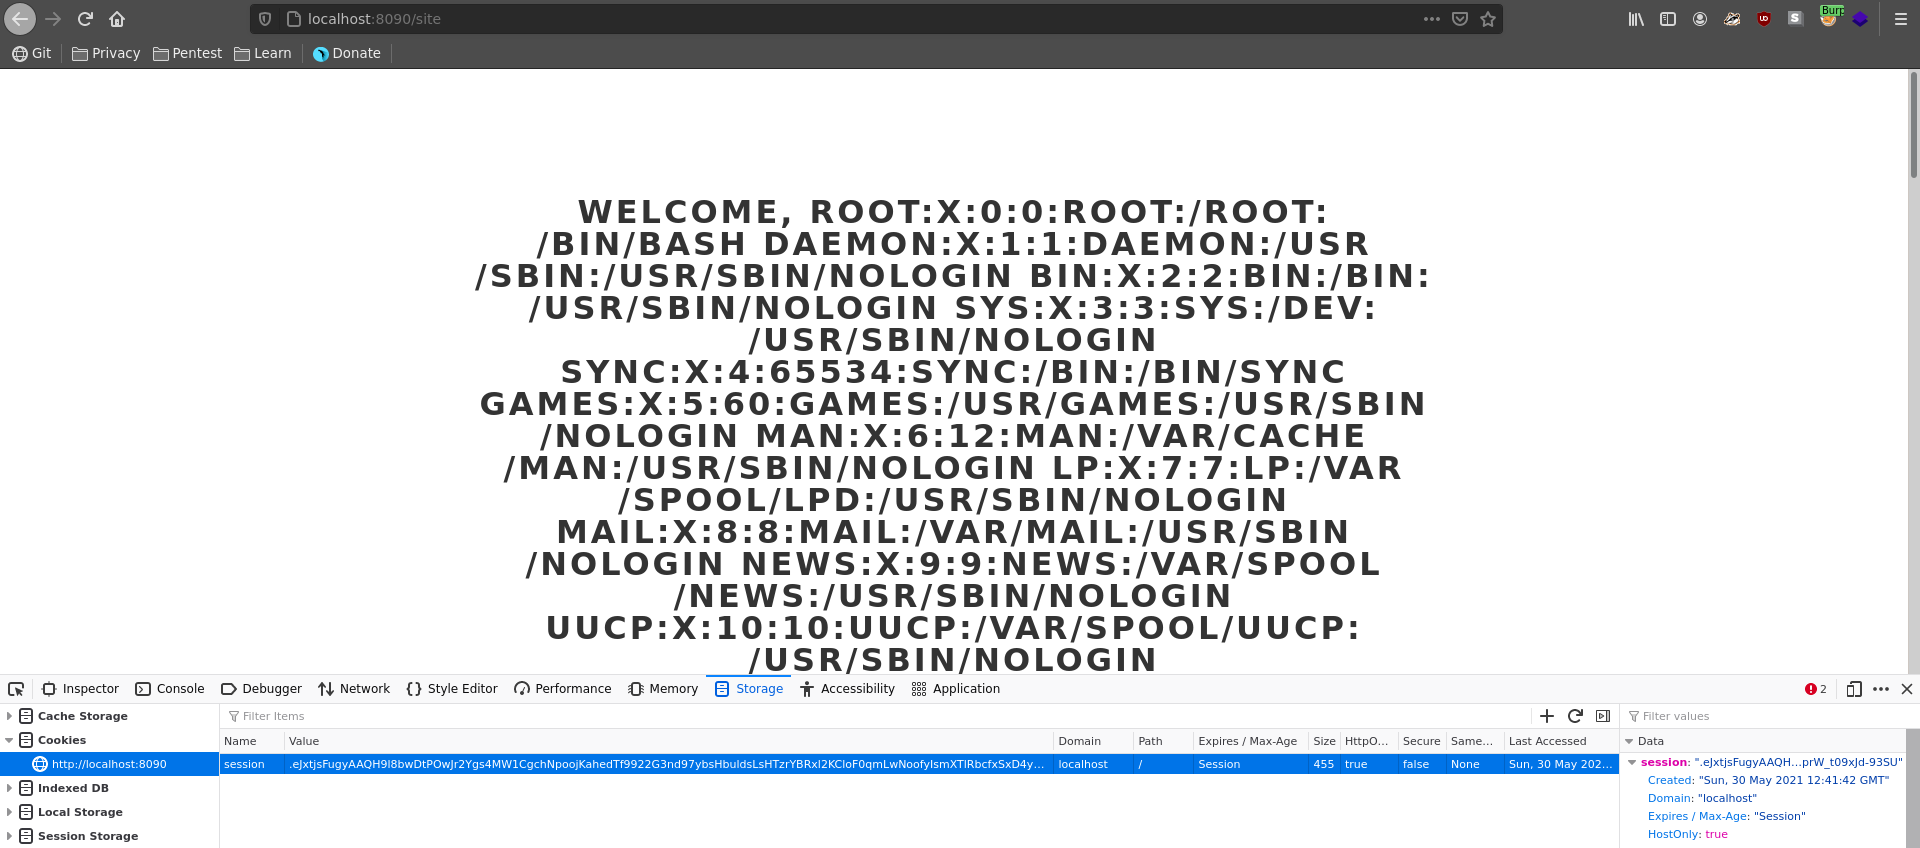 localhost:8090/site
Burp
Git Privacy Pentest Learn Donate
WELCOME, ROOT:X:0:0:ROOT:/ROOT:
/BIN/BASH DAEMON:X:1:1:DAEMON:/USR
/SBIN:/USR/SBIN/NOLOGIN BIN:X:2:2:BIN:/BIN:
/USR/SBIN/NOLOGIN SYS:X:3:3:SYS:/DEV:
/USR/SBIN/NOLOGIN
SYNC:X:4:65534:SYNC:/BIN:/BIN/SYNC
GAMES:X:5:60:GAMES:/USR/GAMES:/USR/SBIN
/NOLOGIN MAN:X:6:12:MAN:/VAR/CACHE
/MAN:/USR/SBIN/NOLOGIN LP:X:7:7:LP:/VAR
/SPOOL/LPD:/USR/SBIN/NOLOGIN
MAIL:X:8:8:MAIL:/VAR/MAIL:/USR/SBIN
/NOLOGIN NEWS:X:9:9:NEWS:/VAR/SPOOL
/NEWS:/USR/SBIN/NOLOGIN
UUCP:X:10:10:UUCP:/VAR/SPOOL/UUCP:
/USR/SBIN/NOLOGIN
Inspector Console Debugger Network Style Editor Performance Memory Storage Accessibility Application 2
Cache Storage Filter Items Filter values
Cookies Name Value Domain Path Expires / Max-Age Size HttpO... Secure Same... Last Accessed Data
http://localhost:8090 session localhost / Session 455 true false None Sun, 30 May 202... session: ".eJxtjsFugyAAQH...prW_t09xJd-93SU"
Created: "Sun, 30 May 2021 12:41:42 GMT"
Indexed DB Domain: "localhost"
Local Storage Expires / Max-Age: "Session"
Session Storage HostOnly: true